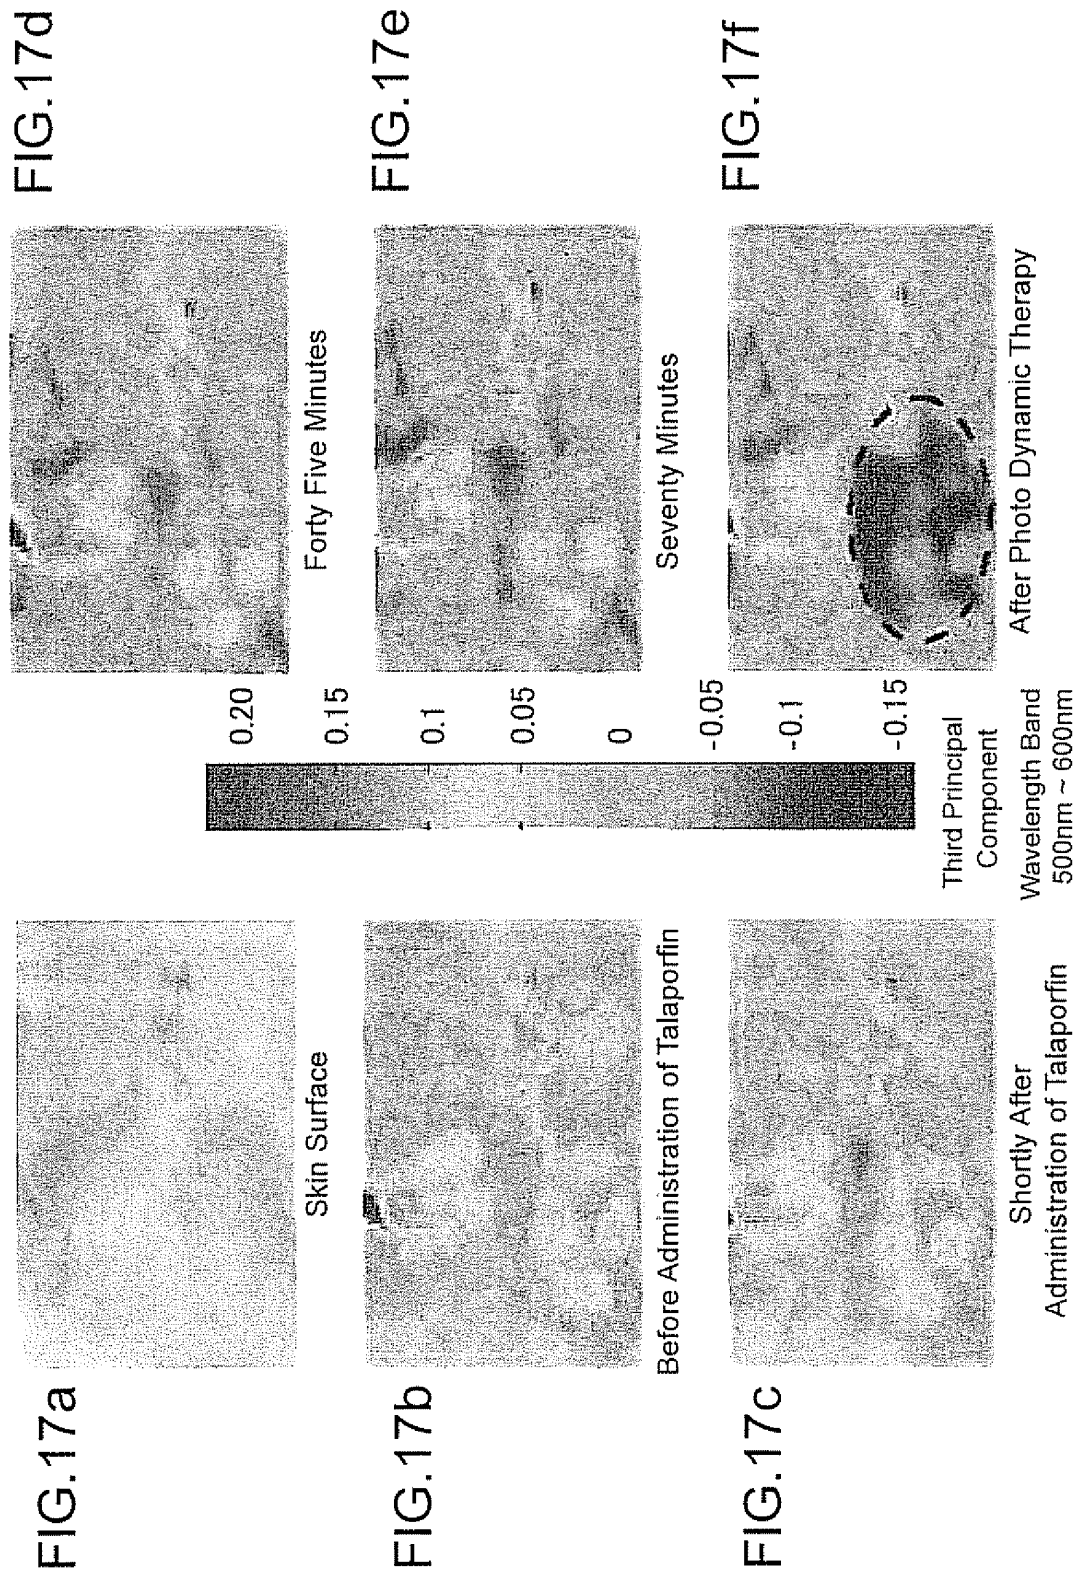 FIG.17a
Skin Surface
FIG.17b
Before Administration of Talaporfin
FIG.17c
Shortly After
Administration of Talaporfin
0.20
0.15
0.1
0.05
0
-0.05
-0.1
-0.15
Third Principal
Component
Wavelength Band
500nm ~ 600nm
FIG.17d
Forty Five Minutes
FIG.17e
Seventy Minutes
FIG.17f
After Photo Dynamic Therapy